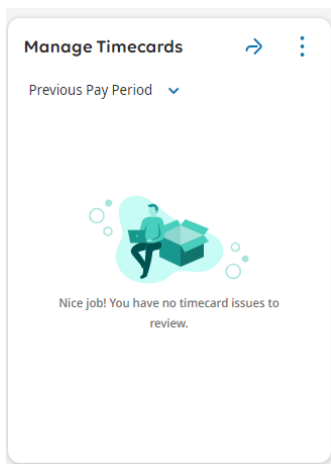 Manage Timecards
Previous Pay Period
Nice job! You have no timecard issues to
review.